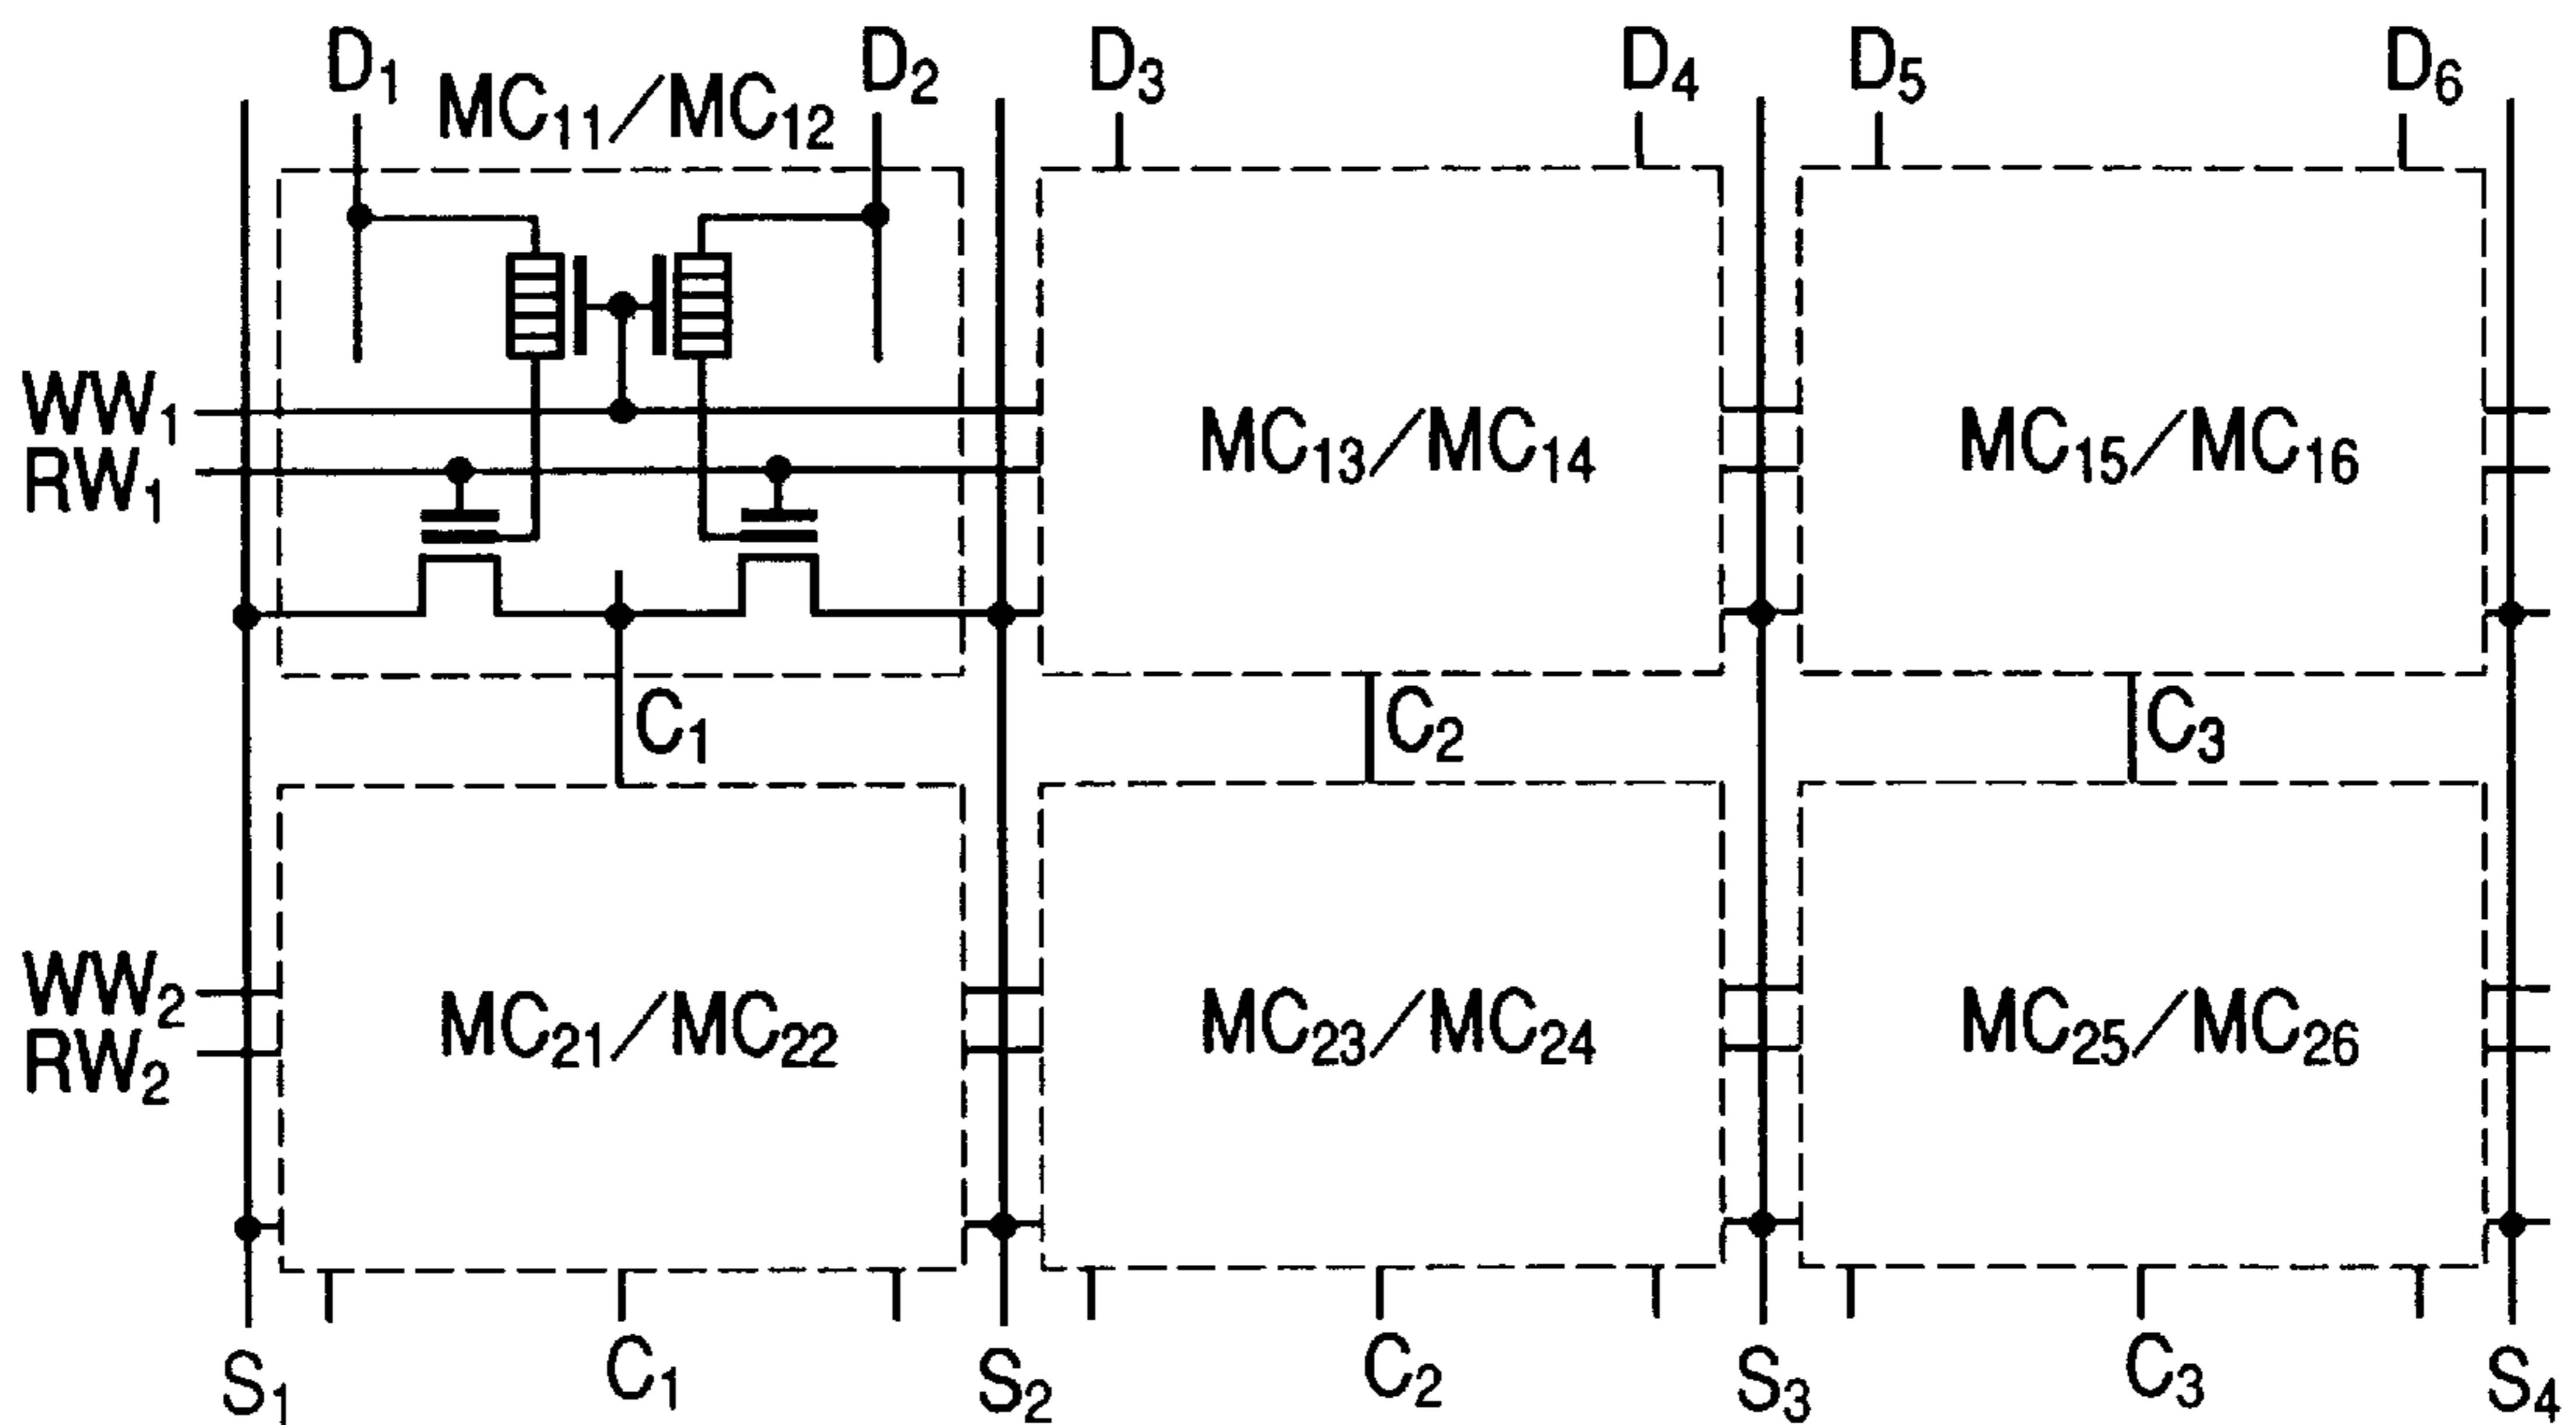 D₁ MC₁₁/MC₁₂ D₂ D₃ D₄ D₅ D₆
WW₁
RW₁
MC₁₃/MC₁₄ MC₁₅/MC₁₆
C₁ C₂ C₃
WW₂
RW₂
MC₂₁/MC₂₂ MC₂₃/MC₂₄ MC₂₅/MC₂₆
S₁ C₁ S₂ C₂ S₃ C₃ S₄